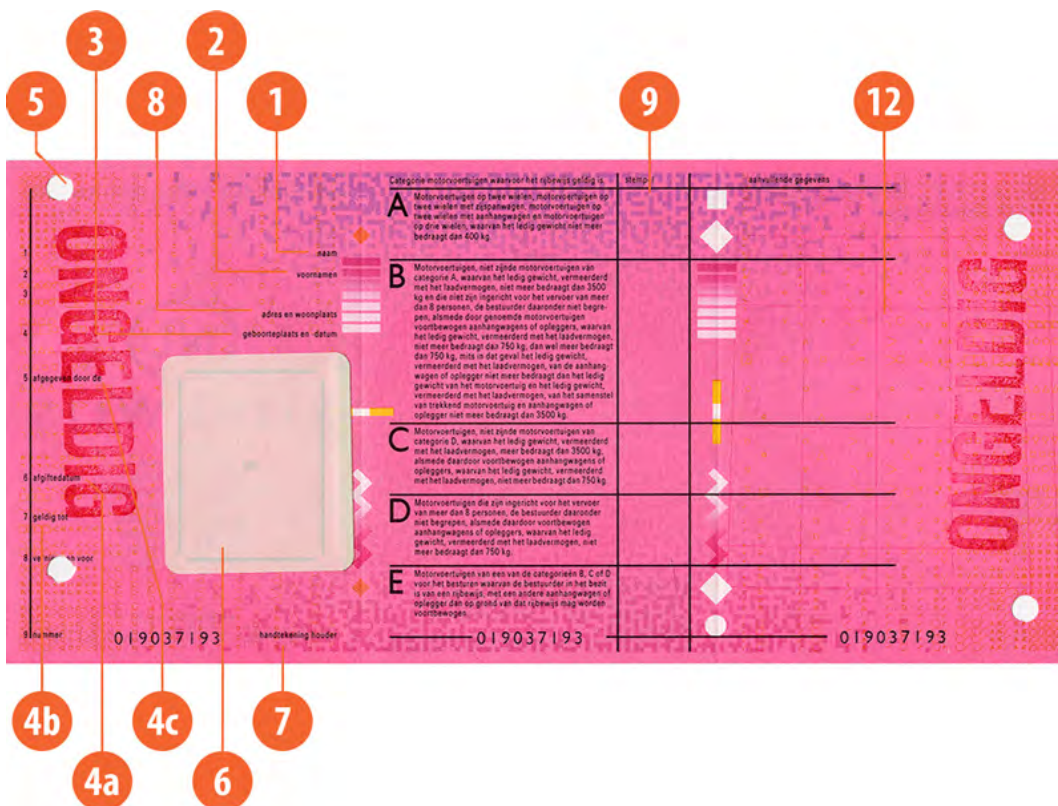 3
2
5
8
1
9
12
ONGELDIG
1
naam
2
voornamen
3
adres en woonplaats
4
geboorteplaats en -datum
5 afgegeven door de
6 afgiftedatum
7 geldig tot
8
voor
9 nummer
019037193
handtekening houder
Categorie motorvoertuigen waarvoor het rijbewijs geldig is.
aanvullende gegevens
A
Motorvoertuigen op twee wielen, motorvoertuigen op
twee wielen met zijspanwagen, motorvoertuigen op
twee wielen met aanhangwagen en motorvoertuigen
op drie wielen, waarvan het ledig gewicht niet meer
bedraagt dan 400 kg.
B
Motorvoertuigen, niet zijnde motorvoertuigen van
categorie A, waarvan het ledig gewicht, vermeerderd
met het laadvermogen, niet meer bedraagt dan 3500
kg en die niet zijn ingericht voor het vervoer van meer
dan 8 personen, de bestuurder daaronder niet begre-
pen, alsmede door genoemde motorvoertuigen
voortbewogen aanhangwagens of opleggers, waarvan
het ledig gewicht, vermeerderd met het laadvermogen,
niet meer bedraagt dan 750 kg, dan wel meer bedraagt
dan 750 kg, mits in dat geval het ledig gewicht,
vermeerderd met het laadvermogen, van de aanhang-
wagen of oplegger niet meer bedraagt dan het ledig
gewicht van het motorvoertuig en het ledig gewicht,
vermeerderd met het laadvermogen, van het samenstel
van trekkend motorvoertuig en aanhangwagen of
oplegger niet meer bedraagt dan 3500 kg.
C
Motorvoertuigen, niet zijnde motorvoertuigen van
categorie D, waarvan het ledig gewicht, vermeerderd
met het laadvermogen, meer bedraagt dan 3500 kg,
alsmede daardoor voortbewogen aanhangwagens of
opleggers, waarvan het ledig gewicht, vermeerderd
met het laadvermogen, niet meer bedraagt dan 750 kg
D
Motorvoertuigen die zijn ingericht voor het vervoer
van meer dan 8 personen, de bestuurder daaronder
niet begrepen, alsmede daardoor voortbewogen
aanhangwagens of opleggers, waarvan het ledig
gewicht, vermeerderd met het laadvermogen, niet
meer bedraagt dan 750 kg.
E
Motorvoertuigen van een van de categorieën B, C of D
voor het besturen waarvan de bestuurder in het bezit
is van een rijbewijs, met een andere aanhangwagen of
oplegger dan op grond van dat rijbewijs mag worden
voortbewogen.
019037193
ONGELDIG
019037193
4b
4a
4c
6
7